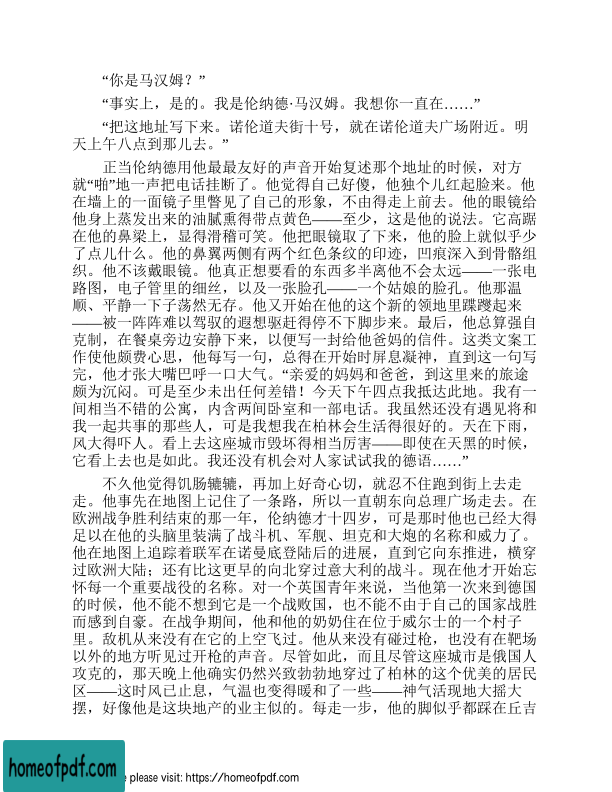 “你是马汉姆？”
“事实上，是的。我是伦纳德·马汉姆。我想你一直在……”
“把这地址写下来。诺伦道夫街十号，就在诺伦道夫广场附近。明
天上午八点到那儿去。”
正当伦纳德用他最最友好的声音开始复述那个地址的时候，对方
就“啪”地一声把电话挂断了。他觉得自己好傻，他独个儿红起脸来。他
在墙上的一面镜子里瞥见了自己的形象，不由得走上前去。他的眼镜给
他身上蒸发出来的油腻熏得带点黄色——至少，这是他的说法。它高踞
在他的鼻梁上，显得滑稽可笑。他把眼镜取了下来，他的脸上就似乎少
了点儿什么。他的鼻翼两侧有两个红色条纹的印迹，凹痕深入到骨骼组
织。他不该戴眼镜。他真正想要看的东西多半离他不会太远——一张电
路图，电子管里的细丝，以及一张脸孔——一个姑娘的脸孔。他那温
顺、平静一下子荡然无存。他又开始在他的这个新的领地里蹀躞起来
——被一阵阵难以驾驭的遐想驱赶得停不下脚步来。最后，他总算强自
克制，在餐桌旁边安静下来，以便写一封给他爸妈的信件。这类文案工
作使他颇费心思，他每写一句，总得在开始时屏息凝神，直到这一句写
完，他才张大嘴巴呼一口大气。“亲爱的妈妈和爸爸，到这里来的旅途
颇为沉闷。可是至少未出任何差错！今天下午四点我抵达此地。我有一
间相当不错的公寓，内含两间卧室和一部电话。我虽然还没有遇见将和
我一起共事的那些人，可是我想我在柏林会生活得很好的。天在下雨，
风大得吓人。看上去这座城市毁坏得相当厉害——即使在天黑的时候，
它看上去也是如此。我还没有机会对人家试试我的德语……”
不久他觉得饥肠辘辘，再加上好奇心切，就忍不住跑到街上去走
走。他事先在地图上记住了一条路，所以一直朝东向总理广场走去。在
欧洲战争胜利结束的那一年，伦纳德才十四岁，可是那时他也已经大得
足以在他的头脑里装满了战斗机、军舰、坦克和大炮的名称和威力了。
他在地图上追踪着联军在诺曼底登陆后的进展，直到它向东推进，横穿
过欧洲大陆；还有比这更早的向北穿过意大利的战斗。现在他才开始忘
怀每一个重要战役的名称。对一个英国青年来说，当他第一次来到德国
的时候，他不能不想到它是一个战败国，也不能不由于自己的国家战胜
而感到自豪。在战争期间，他和他的奶奶住在位于威尔士的一个村子
里。敌机从来没有在它的上空飞过。他从来没有碰过枪，也没有在靶场
以外的地方听见过开枪的声音。尽管如此，而且尽管这座城市是俄国人
攻克的，那天晚上他确实仍然兴致勃勃地穿过了柏林的这个优美的居民
区——这时风已止息，气温也变得暖和了一些——神气活现地大摇大
摆，好像他是这块地产的业主似的。每走一步，他的脚似乎都踩在丘吉
homeofpdf.com
e please visit: https://homeofpdf.com